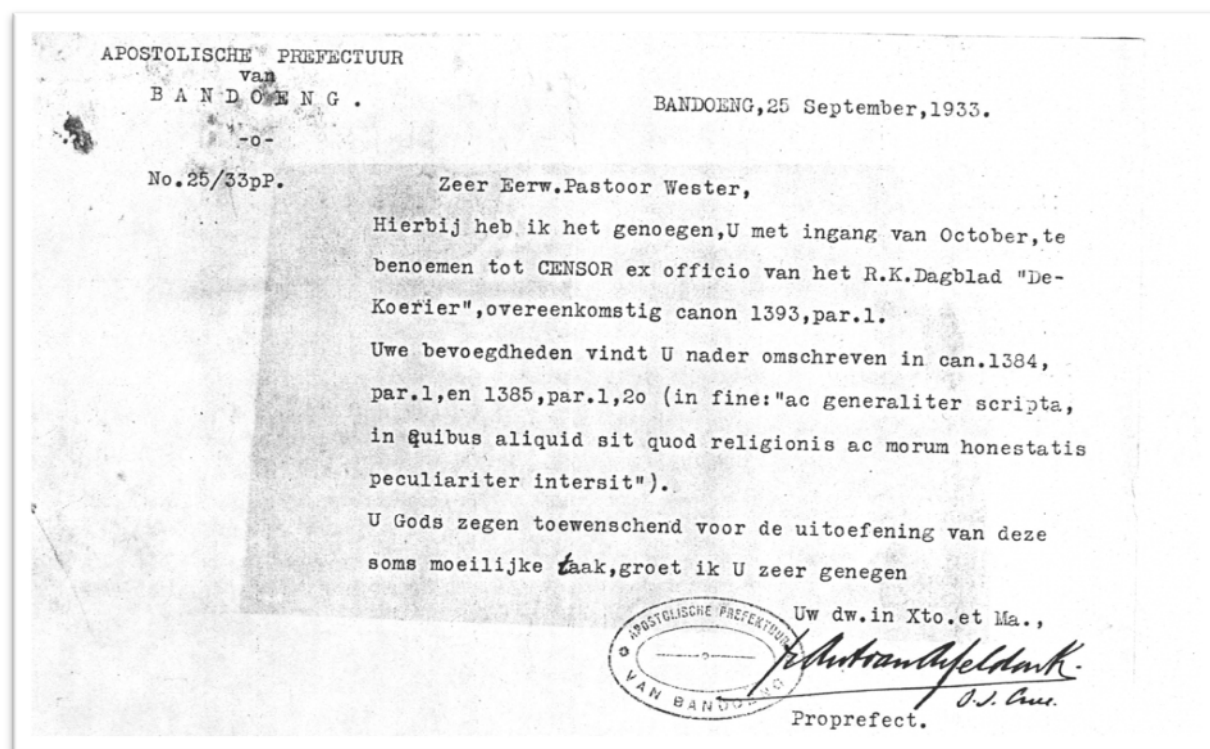 APOSTOLISCHE PREFECTUUR
van
B A N D O E N G .
-o-
BANDOENG,25 September,1933.
No.25/33pP.
Zeer Eerw.Pastoor Wester,
Hierbij heb ik het genoegen,U met ingang van October,te
benoemen tot CENSOR ex officio van het R.K.Dagblad "De-
Koerier",overeenkomstig canon 1393,par.1.
Uwe bevoegdheden vindt U nader omschreven in can.1384,
par.1,en 1385,par.1,2o (in fine:"ac generaliter scripta,
in quibus aliquid sit quod religionis ac morum honestatis
peculiariter intersit").
U Gods zegen toewenschend voor de uitoefening van deze
soms moeilijke taak,groet ik U zeer genegen
Uw dw.in Xto.et Ma.,
APOSTOLISCHE PREFEKTUUR
VAN BANDOENG
O.S. Cruc.
Proprefect.